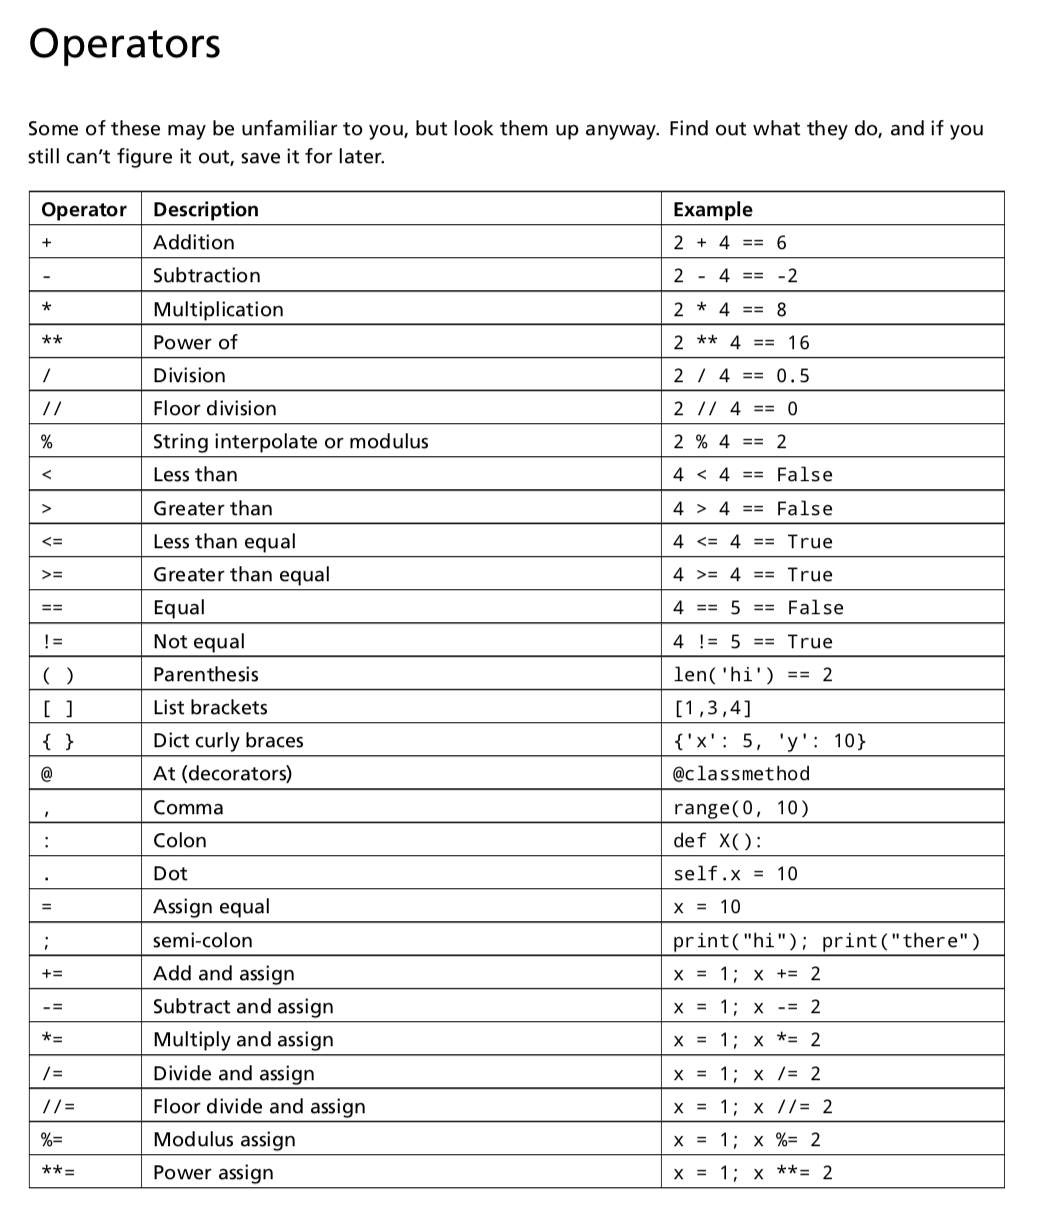 Operators
Some of these may be unfamiliar to you, but look them up anyway. Find out what they do, and if you
still can't figure it out, save it for later.
Operator Description Example
+ Addition 2 + 4 == 6
- Subtraction 2 - 4 == -2
* Multiplication 2 * 4 == 8
** Power of 2 ** 4 == 16
/ Division 2 / 4 == 0.5
// Floor division 2 // 4 == 0
% String interpolate or modulus 2 % 4 == 2
< Less than 4 < 4 == False
> Greater than 4 > 4 == False
<= Less than equal 4 <= 4 == True
>= Greater than equal 4 >= 4 == True
== Equal 4 == 5 == False
!= Not equal 4 != 5 == True
( ) Parenthesis len('hi') == 2
[ ] List brackets [1,3,4]
{ } Dict curly braces {'x': 5, 'y': 10}
@ At (decorators) @classmethod
, Comma range(0, 10)
: Colon def X():
. Dot self.x = 10
= Assign equal x = 10
; semi-colon print("hi"); print("there")
+= Add and assign x = 1; x += 2
-= Subtract and assign x = 1; x -= 2
*= Multiply and assign x = 1; x *= 2
/= Divide and assign x = 1; x /= 2
//= Floor divide and assign x = 1; x //= 2
%= Modulus assign x = 1; x %= 2
**= Power assign x = 1; x **= 2